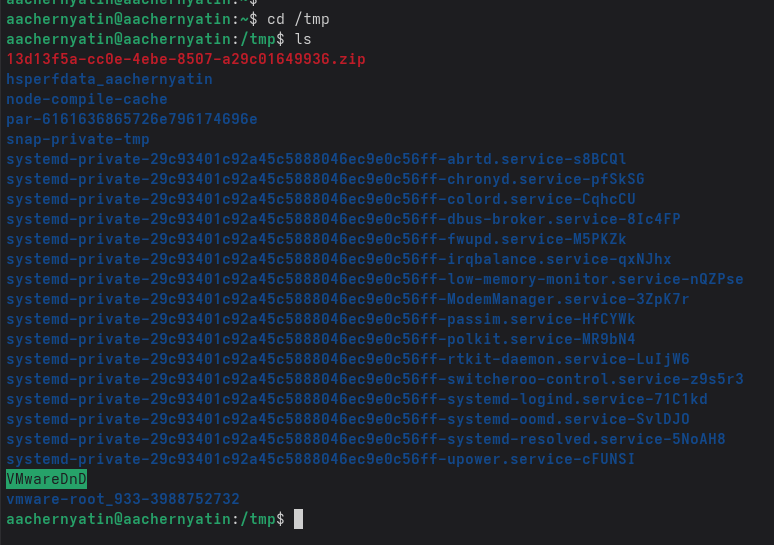 aachernyatin@aachernyatin:~$ cd /tmp
aachernyatin@aachernyatin:/tmp$ ls
13d13f5a-cc0e-4ebe-8507-a29c01649936.zip
hsperfdata_aachernyatin
node-compile-cache
par-6161636865726e796174696e
snap-private-tmp
systemd-private-29c93401c92a45c5888046ec9e0c56ff-abrtd.service-s8BCQl
systemd-private-29c93401c92a45c5888046ec9e0c56ff-chronyd.service-pfSkSG
systemd-private-29c93401c92a45c5888046ec9e0c56ff-colord.service-CqhcCU
systemd-private-29c93401c92a45c5888046ec9e0c56ff-dbus-broker.service-8Ic4FP
systemd-private-29c93401c92a45c5888046ec9e0c56ff-fwupd.service-M5PKZk
systemd-private-29c93401c92a45c5888046ec9e0c56ff-irqbalance.service-qxNJhx
systemd-private-29c93401c92a45c5888046ec9e0c56ff-low-memory-monitor.service-nQZPse
systemd-private-29c93401c92a45c5888046ec9e0c56ff-ModemManager.service-3ZpK7r
systemd-private-29c93401c92a45c5888046ec9e0c56ff-passim.service-HfCYWk
systemd-private-29c93401c92a45c5888046ec9e0c56ff-polkit.service-MR9bN4
systemd-private-29c93401c92a45c5888046ec9e0c56ff-rtkit-daemon.service-LuIjW6
systemd-private-29c93401c92a45c5888046ec9e0c56ff-switcheroo-control.service-z9s5r3
systemd-private-29c93401c92a45c5888046ec9e0c56ff-systemd-logind.service-71C1kd
systemd-private-29c93401c92a45c5888046ec9e0c56ff-systemd-oomd.service-SvlDJO
systemd-private-29c93401c92a45c5888046ec9e0c56ff-systemd-resolved.service-5NoAH8
systemd-private-29c93401c92a45c5888046ec9e0c56ff-upower.service-cFUNSI
VMwareDnD
vmware-root_933-3988752732
aachernyatin@aachernyatin:/tmp$